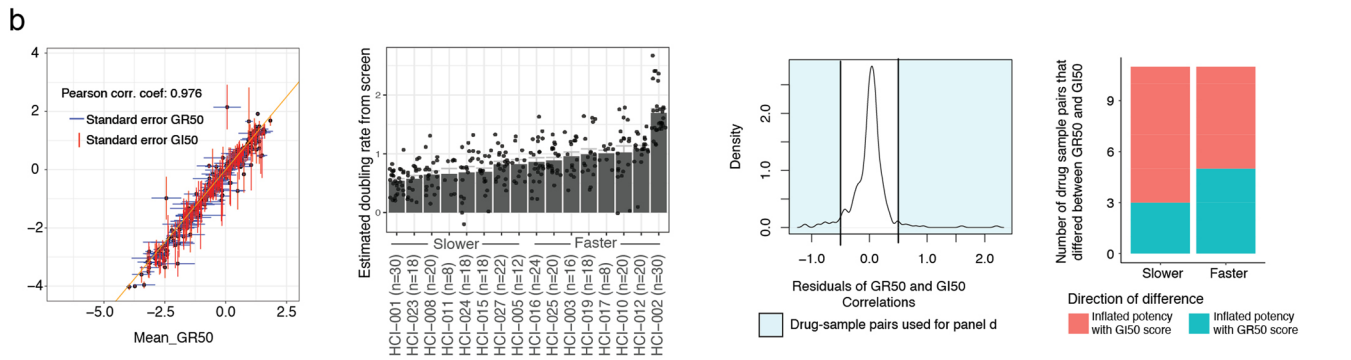 b
4
2
0
−2
−4
Pearson corr. coef: 0.976
Standard error GR50
Standard error GI50
−5.0
−2.5
0.0
2.5
Mean_GR50
Estimated doubling rate from screen
2
1
0
Slower
Faster
HCI−001 (n=30)
HCI−023 (n=18)
HCI−008 (n=20)
HCI−011 (n=8)
HCI−024 (n=18)
HCI−015 (n=18)
HCI−027 (n=22)
HCI−005 (n=12)
HCI−016 (n=24)
HCI−025 (n=20)
HCI−003 (n=16)
HCI−019 (n=18)
HCI−017 (n=8)
HCI−010 (n=20)
HCI−012 (n=20)
HCI−002 (n=30)
Density
2.0
1.0
0.0
−1.0
0.0
1.0
2.0
Residuals of GR50 and GI50
Correlations
Drug−sample pairs used for panel d
Number of drug sample pairs that
differed between GR50 and GI50
9
6
3
0
Slower
Faster
Direction of difference
Inflated potency
with GI50 score
Inflated potency
with GR50 score